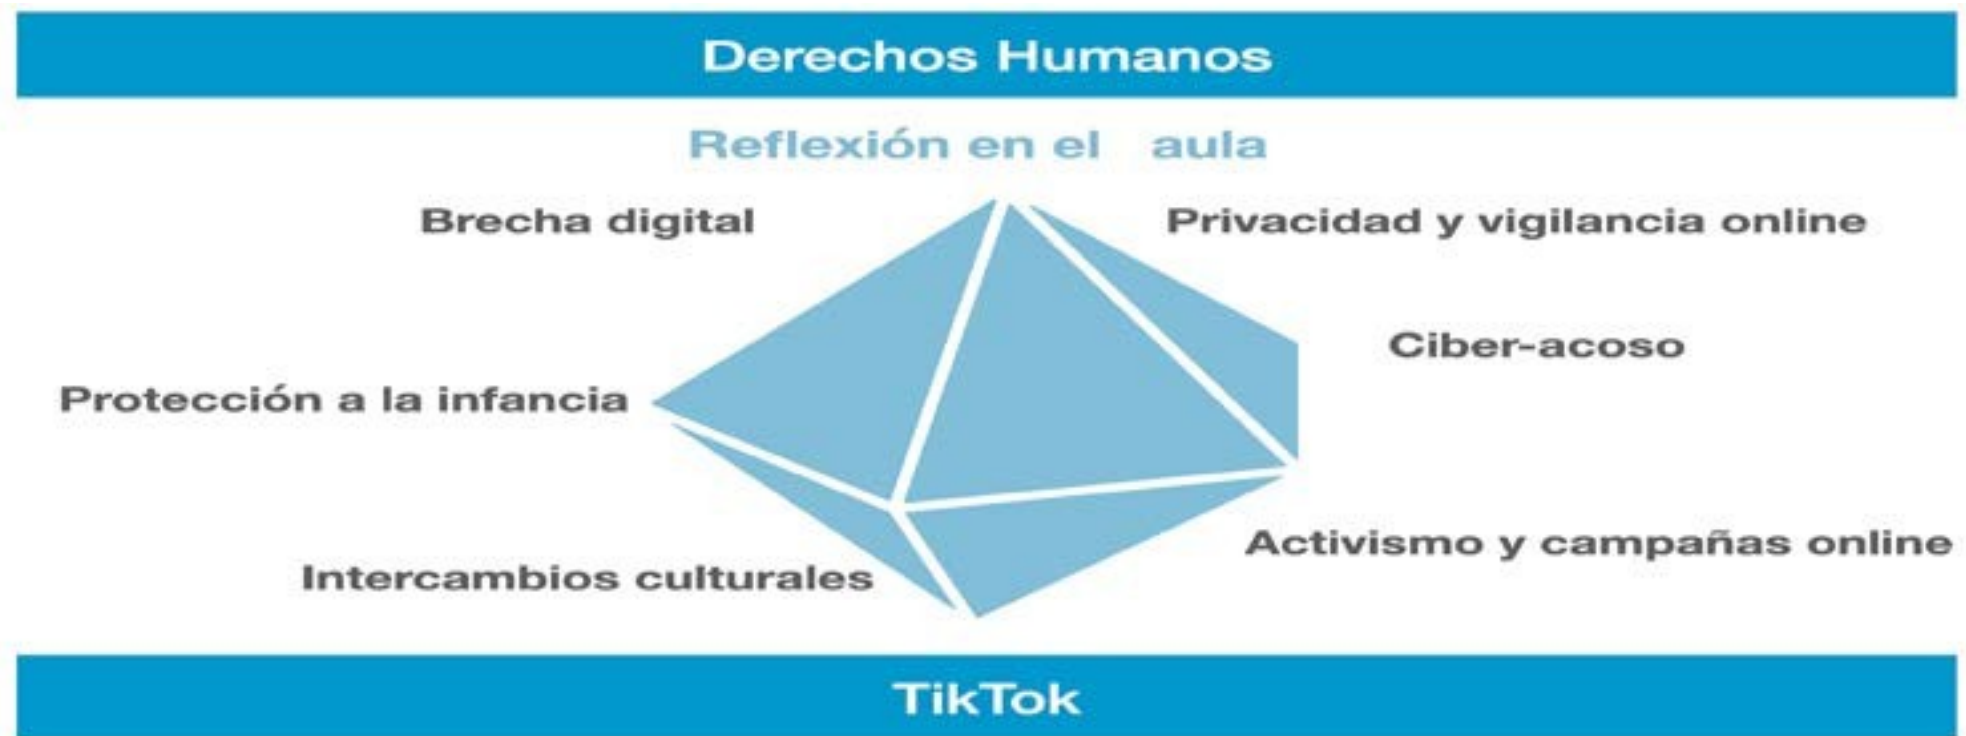 Derechos Humanos
Reflexión en el aula
Brecha digital
Privacidad y vigilancia online
Ciber-acoso
Protección a la infancia
Activismo y campañas online
Intercambios culturales
TikTok